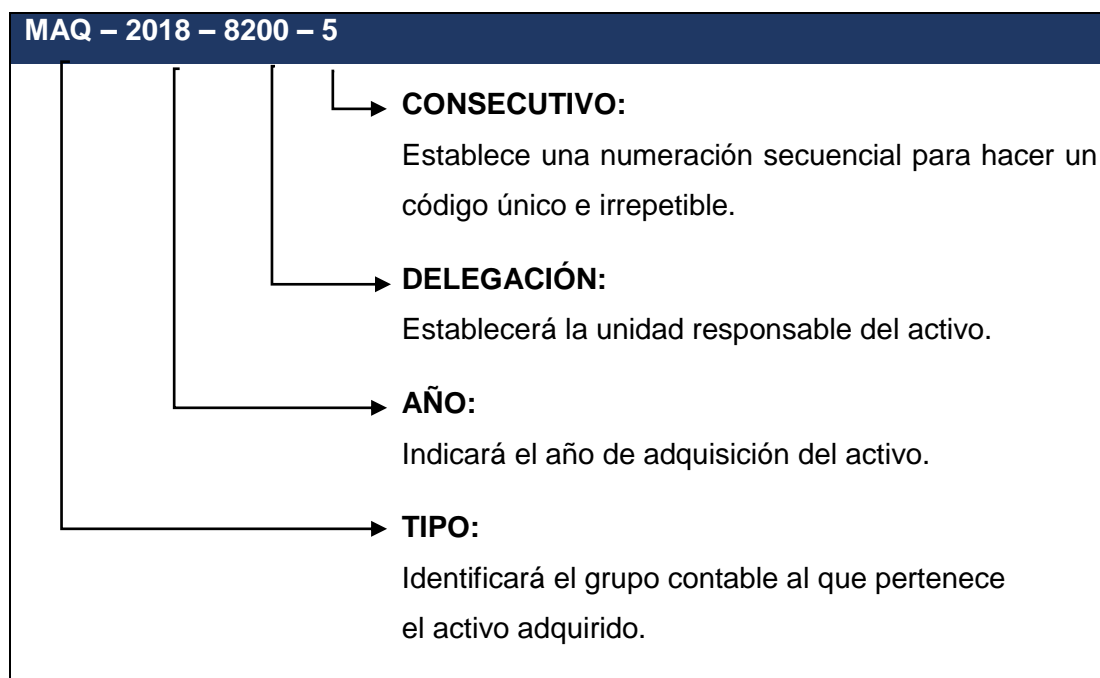 MAQ – 2018 – 8200 – 5
CONSECUTIVO:
Establece una numeración secuencial para hacer un
código único e irrepetible.
DELEGACIÓN:
Establecerá la unidad responsable del activo.
AÑO:
Indicará el año de adquisición del activo.
TIPO:
Identificará el grupo contable al que pertenece
el activo adquirido.